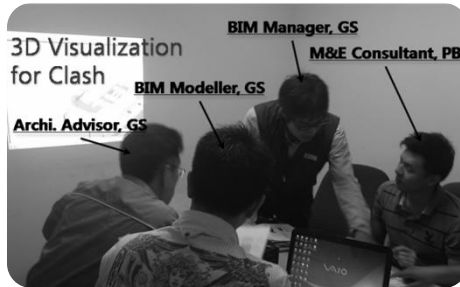 3D Visualization
for Clash
BIM Manager, GS
M&E Consultant, PB
BIM Modeller, GS
Archi. Advisor, GS
VAIO